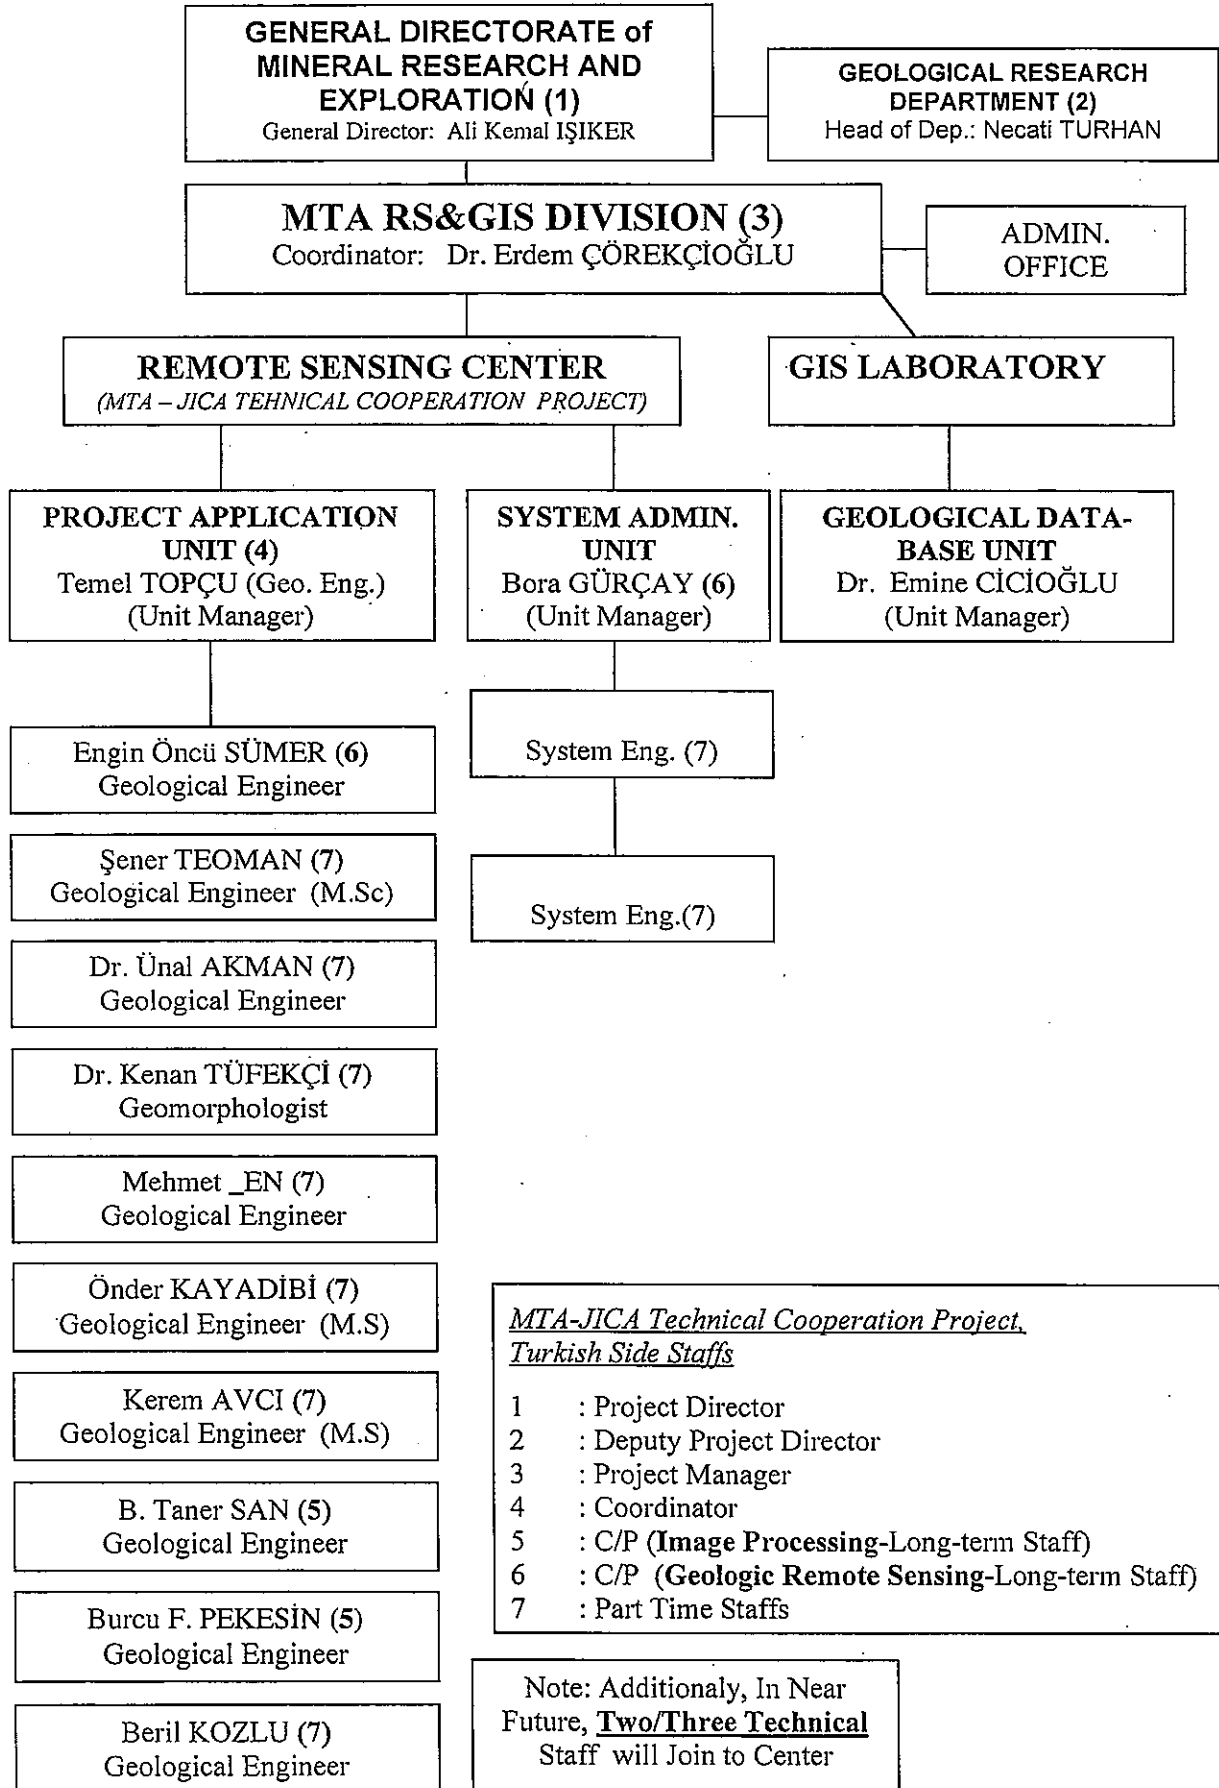 GENERAL DIRECTORATE of
MINERAL RESEARCH AND
EXPLORATION (1)
General Director: Ali Kemal IŞIKER
GEOLOGICAL RESEARCH
DEPARTMENT (2)
Head of Dep.: Necati TURHAN
MTA RS&GIS DIVISION (3)
Coordinator: Dr. Erdem ÇÖREKÇİOĞLU
ADMIN.
OFFICE
REMOTE SENSING CENTER
(MTA – JICA TEHNICAL COOPERATION PROJECT)
GIS LABORATORY
PROJECT APPLICATION
UNIT (4)
Temel TOPÇU (Geo. Eng.)
(Unit Manager)
SYSTEM ADMIN.
UNIT
Bora GÜRÇAY (6)
(Unit Manager)
GEOLOGICAL DATA-
BASE UNIT
Dr. Emine CİCİOĞLU
(Unit Manager)
Engin Öncü SÜMER (6)
Geological Engineer
System Eng. (7)
Şener TEOMAN (7)
Geological Engineer (M.Sc)
System Eng.(7)
Dr. Ünal AKMAN (7)
Geological Engineer
Dr. Kenan TÜFEKÇİ (7)
Geomorphologist
Mehmet _EN (7)
Geological Engineer
Önder KAYADİBİ (7)
Geological Engineer (M.S)
Kerem AVCI (7)
Geological Engineer (M.S)
B. Taner SAN (5)
Geological Engineer
Burcu F. PEKESİN (5)
Geological Engineer
Beril KOZLU (7)
Geological Engineer
MTA-JICA Technical Cooperation Project,
Turkish Side Staffs
1 : Project Director
2 : Deputy Project Director
3 : Project Manager
4 : Coordinator
5 : C/P (Image Processing-Long-term Staff)
6 : C/P (Geologic Remote Sensing-Long-term Staff)
7 : Part Time Staffs
Note: Additionaly, In Near
Future, Two/Three Technical
Staff will Join to Center